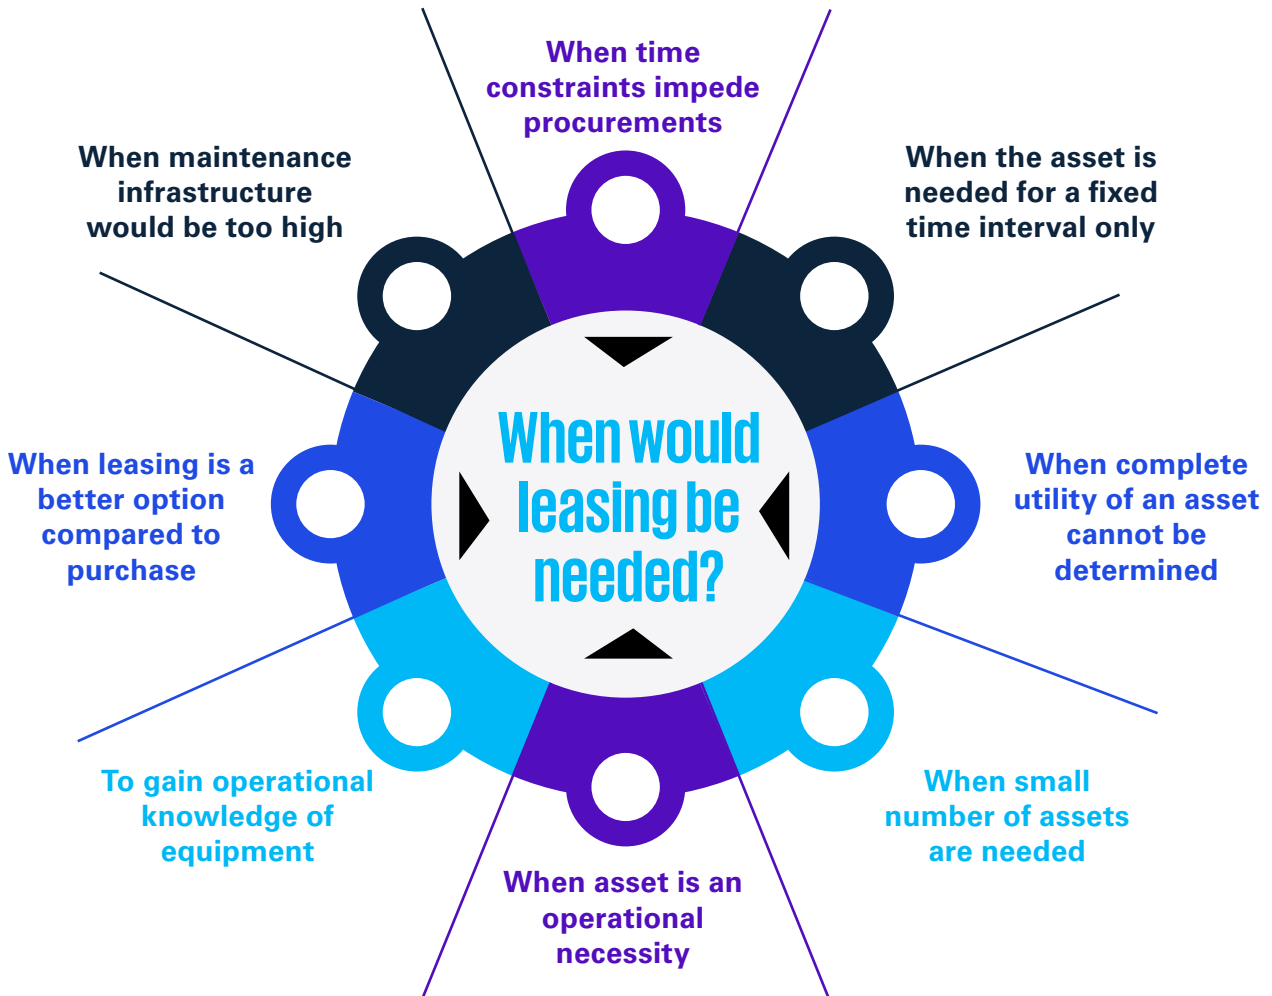 When would
leasing be
needed?
When time
constraints impede
procurements
When the asset is
needed for a fixed
time interval only
When complete
utility of an asset
cannot be
determined
When small
number of assets
are needed
When asset is an
operational
necessity
To gain operational
knowledge of
equipment
When leasing is a
better option
compared to
purchase
When maintenance
infrastructure
would be too high